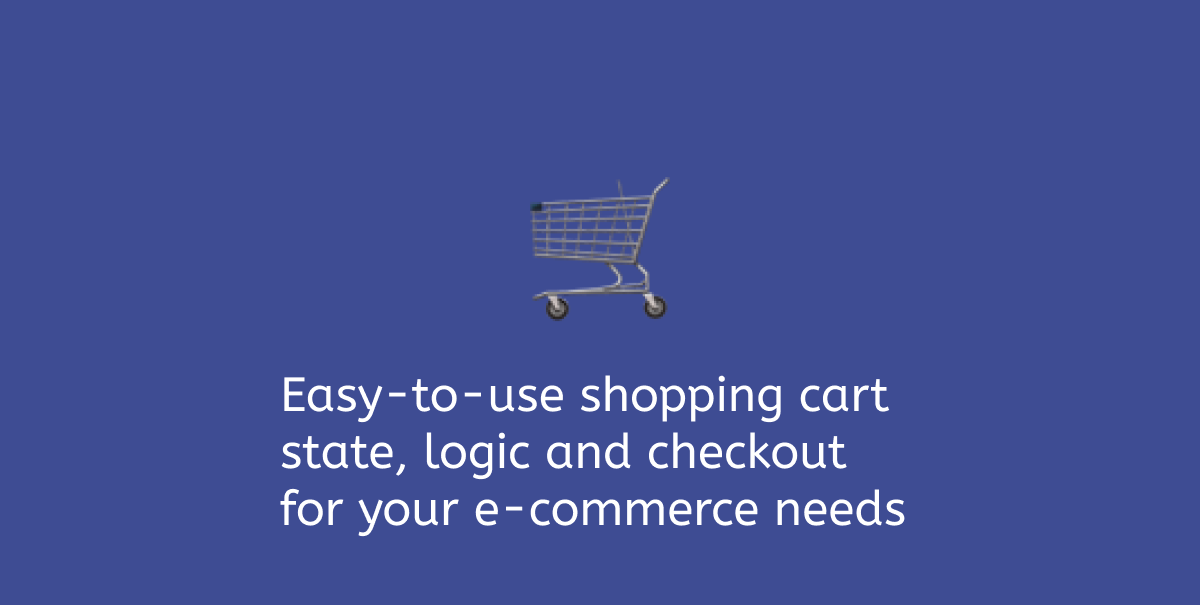 Easy-to-use shopping cart
state, logic and checkout
for your e-commerce needs